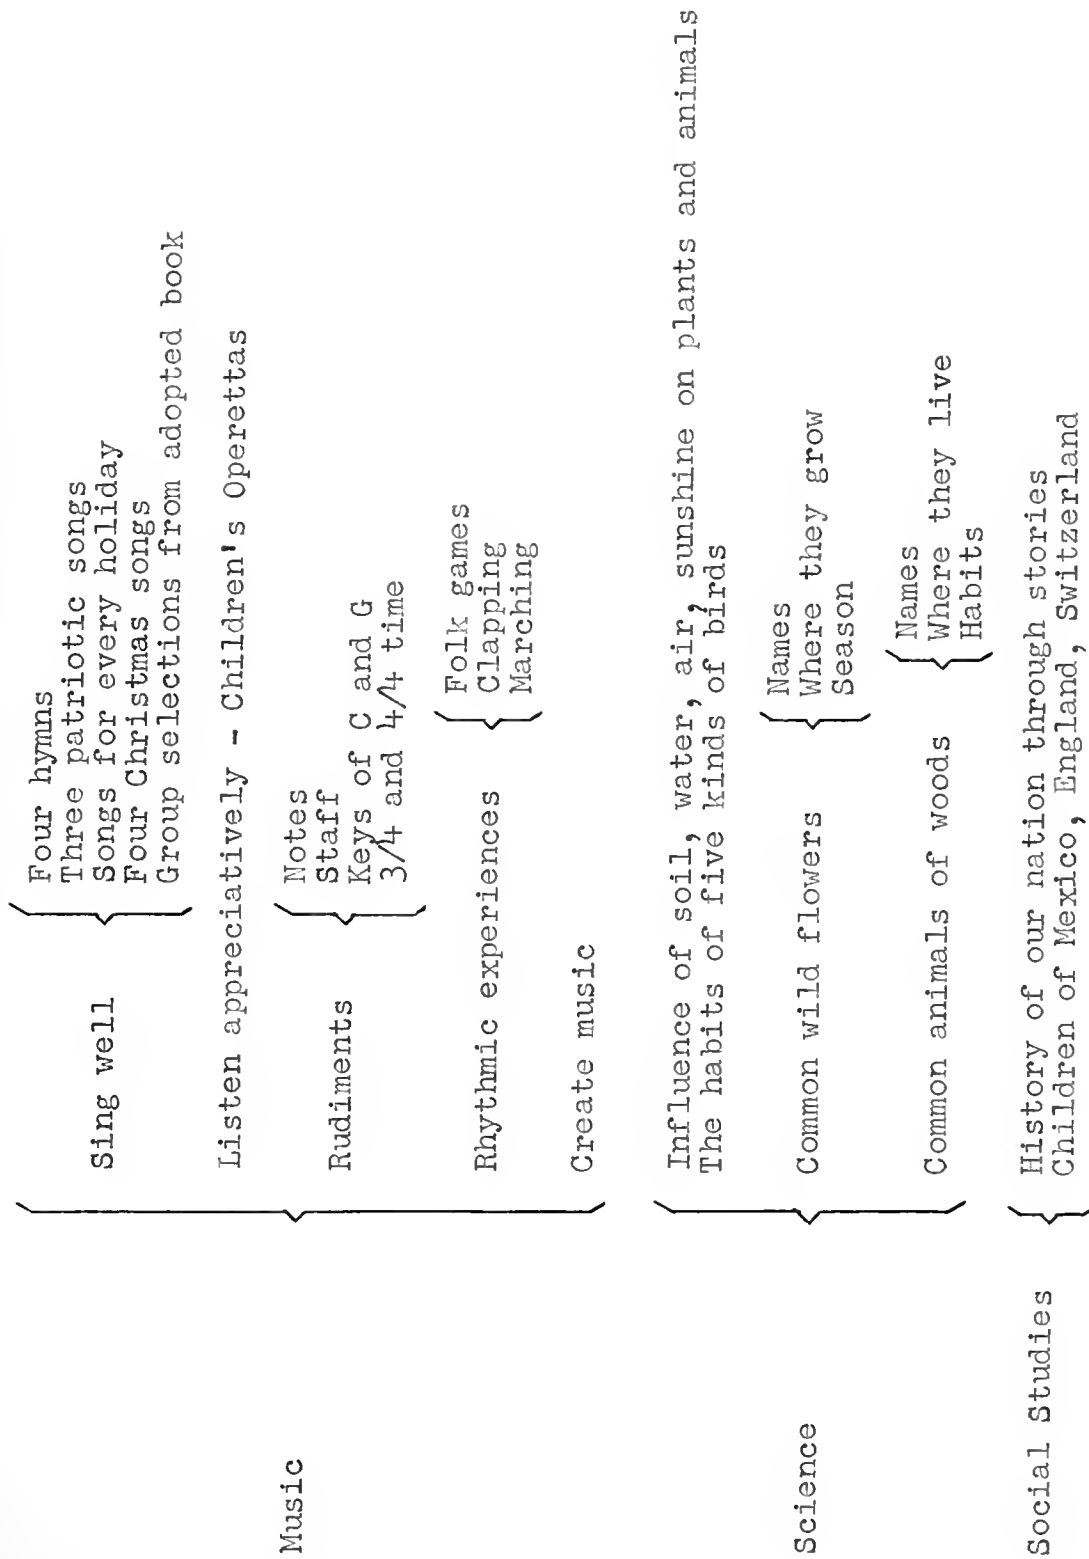 Music
Sing well
Four hymns
Three patriotic songs
Songs for every holiday
Four Christmas songs
Group selections from adopted book
Listen appreciatively - Children's Operettas
Rudiments
Notes
Staff
Keys of C and G
3/4 and 4/4 time
Rhythmic experiences
Folk games
Clapping
Marching
Create music
Science
Influence of soil, water, air, sunshine on plants and animals
The habits of five kinds of birds
Common wild flowers
Names
Where they grow
Season
Common animals of woods
Names
Where they live
Habits
Social Studies
History of our nation through stories
Children of Mexico, England, Switzerland